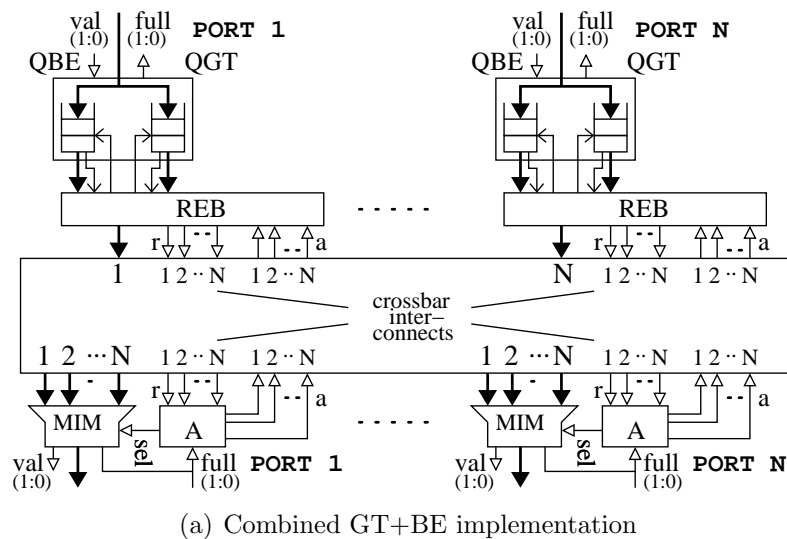 val full PORT 1
(1:0) (1:0)
QBE QGT
val full PORT N
(1:0) (1:0)
QBE QGT
REB - - - - - REB
r - - - - a
r - - - - a
1 1 2 ·· N 1 2 ·· N
N 1 2 ·· N 1 2 ·· N
crossbar
inter-
connects
1 2 ··· N 1 2 ·· N 1 2 ·· N
1 2 ··· N 1 2 ·· N 1 2 ·· N
r - - - - a
r - - - - a
MIM A - - - - - MIM A
sel sel
val full PORT 1
(1:0) (1:0)
val full PORT N
(1:0) (1:0)
(a) Combined GT+BE implementation